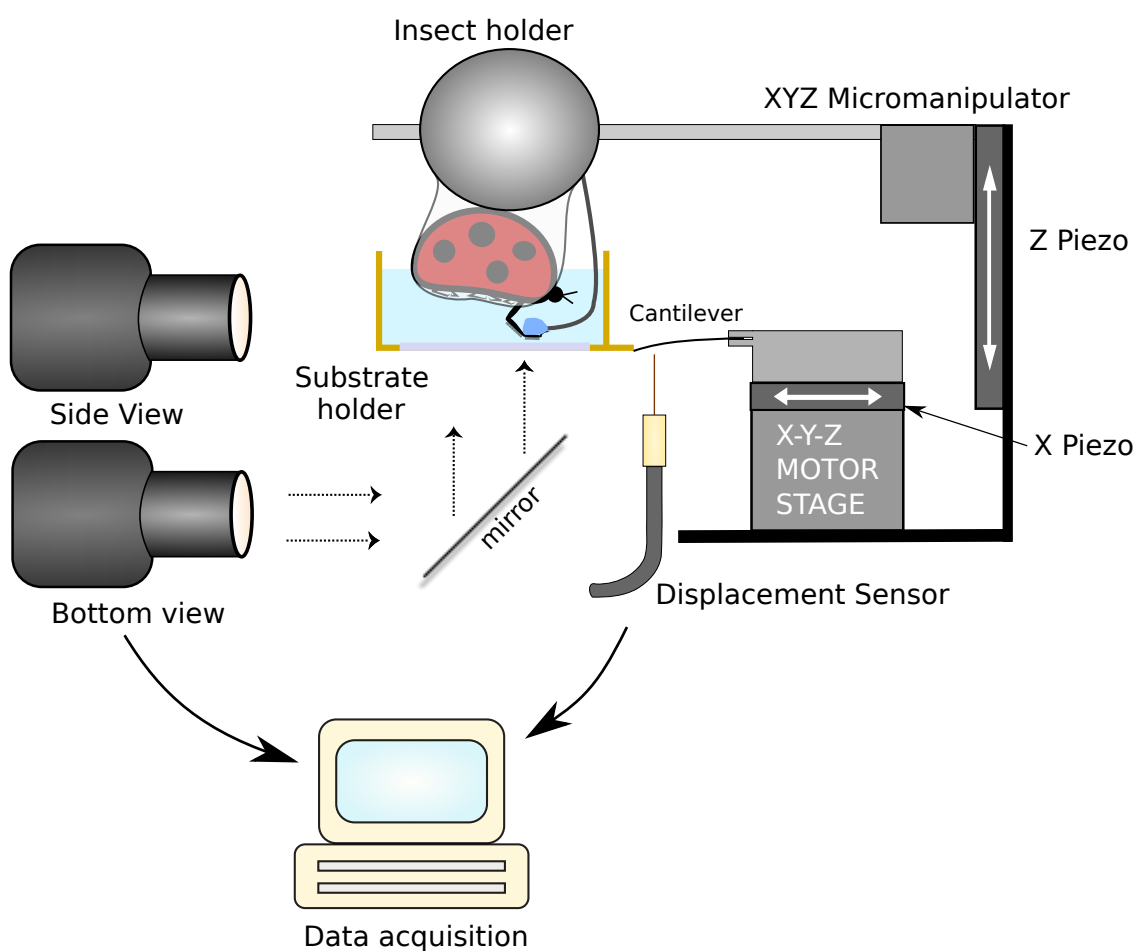 Insect holder
XYZ Micromanipulator
Z Piezo
Cantilever
Side View
Substrate
holder
X-Y-Z
MOTOR
STAGE
X Piezo
mirror
Bottom view
Displacement Sensor
Data acquisition